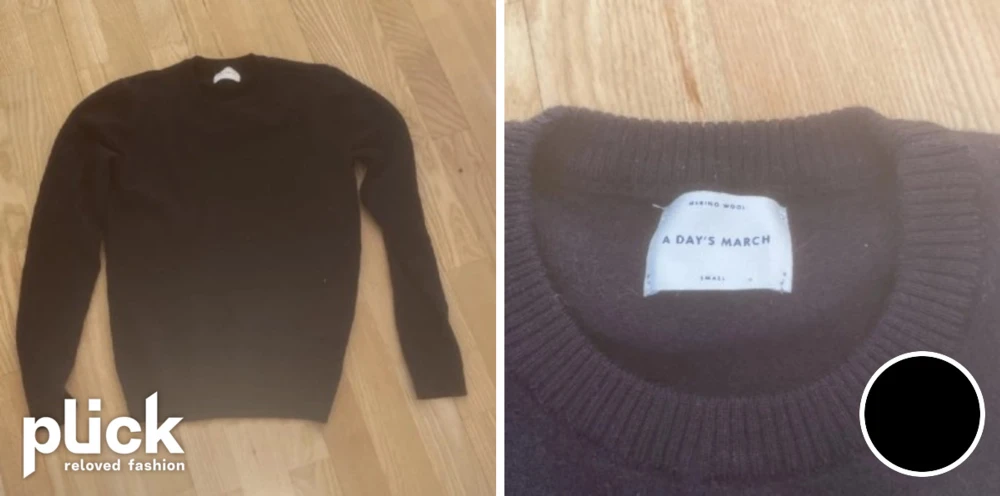 plick
reloved fashion
MERINO WOOL
A DAY'S MARCH
SMALL